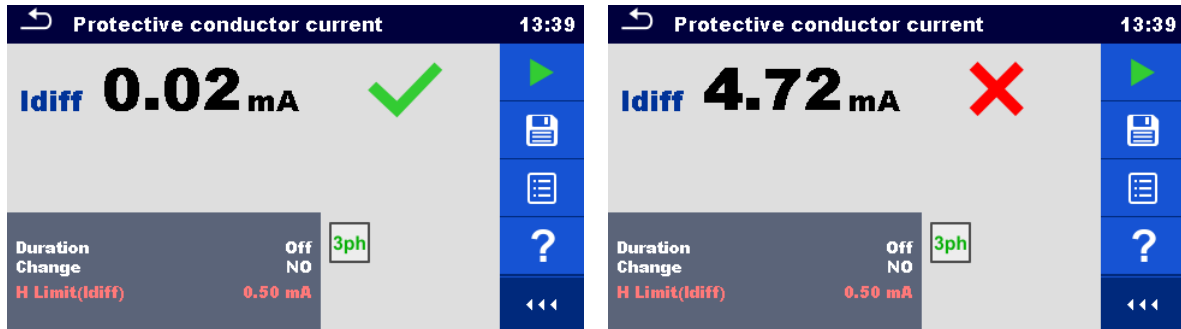 Protective conductor current 13:39
Idiff 0.02 mA
Duration Off
Change NO
H Limit(Idiff) 0.50 mA
3ph
?
Protective conductor current 13:39
Idiff 4.72 mA
Duration Off
Change NO
H Limit(Idiff) 0.50 mA
3ph
?